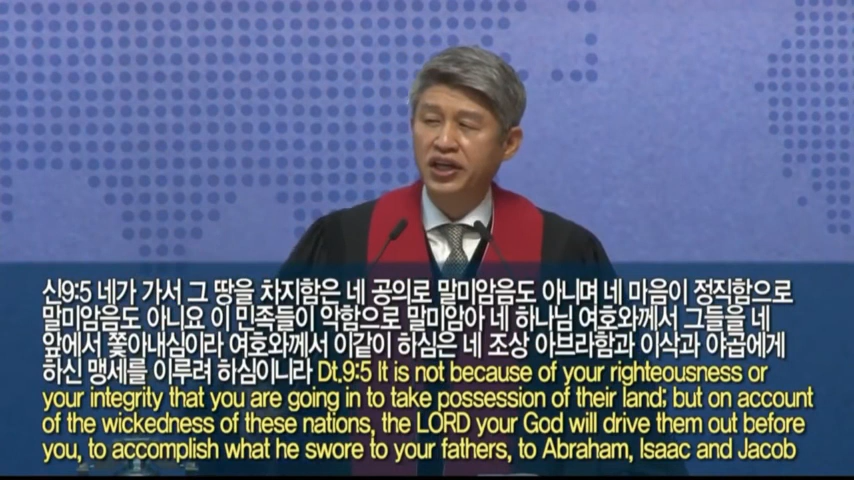 신9:5 네가 가서 그 땅을 차지함은 네 공의로 말미암음도 아니며 네 마음이 정직함으로
말미암음도 아니요 이 민족들이 악함으로 말미암아 네 하나님 여호와께서 그들을 네
앞에서 쫓아내심이라 여호와께서 이같이 하심은 네 조상 아브라함과 이삭과 야곱에게
하신 맹세를 이루려 하심이니라 Dt.9:5 It is not because of your righteousness or
your integrity that you are going in to take possession of their land; but on account
of the wickedness of these nations, the LORD your God will drive them out before
you, to accomplish what he swore to your fathers, to Abraham, Isaac and Jacob